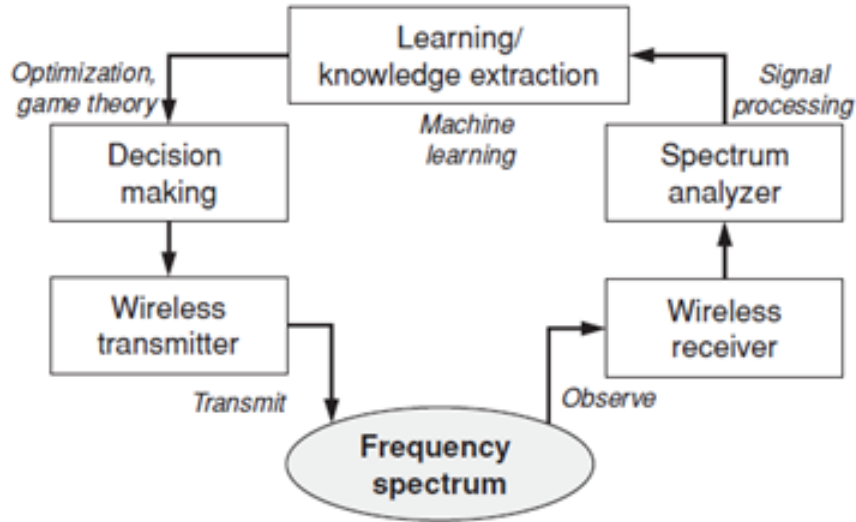 Learning/
knowledge extraction
Optimization,
game theory
Signal
processing
Machine
learning
Decision
making
Spectrum
analyzer
Wireless
transmitter
Wireless
receiver
Transmit
Observe
Frequency
spectrum